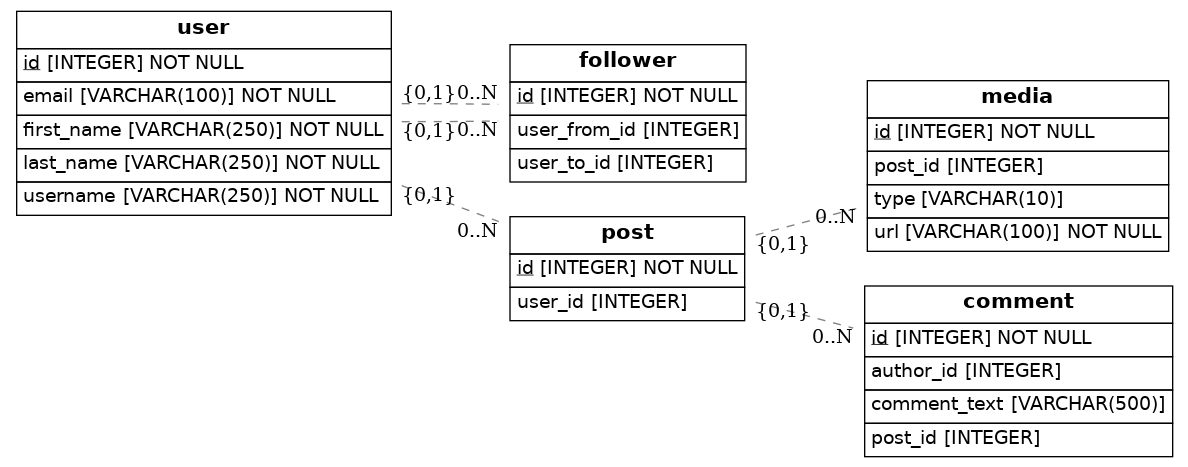 user
id [INTEGER] NOT NULL
email [VARCHAR(100)] NOT NULL
first_name [VARCHAR(250)] NOT NULL
last_name [VARCHAR(250)] NOT NULL
username [VARCHAR(250)] NOT NULL
{0,1} 0..N
{0,1} 0..N
{0,1}
0..N
follower
id [INTEGER] NOT NULL
user_from_id [INTEGER]
user_to_id [INTEGER]
post
id [INTEGER] NOT NULL
user_id [INTEGER]
0..N
{0,1}
{0,1}
0..N
media
id [INTEGER] NOT NULL
post_id [INTEGER]
type [VARCHAR(10)]
url [VARCHAR(100)] NOT NULL
comment
id [INTEGER] NOT NULL
author_id [INTEGER]
comment_text [VARCHAR(500)]
post_id [INTEGER]